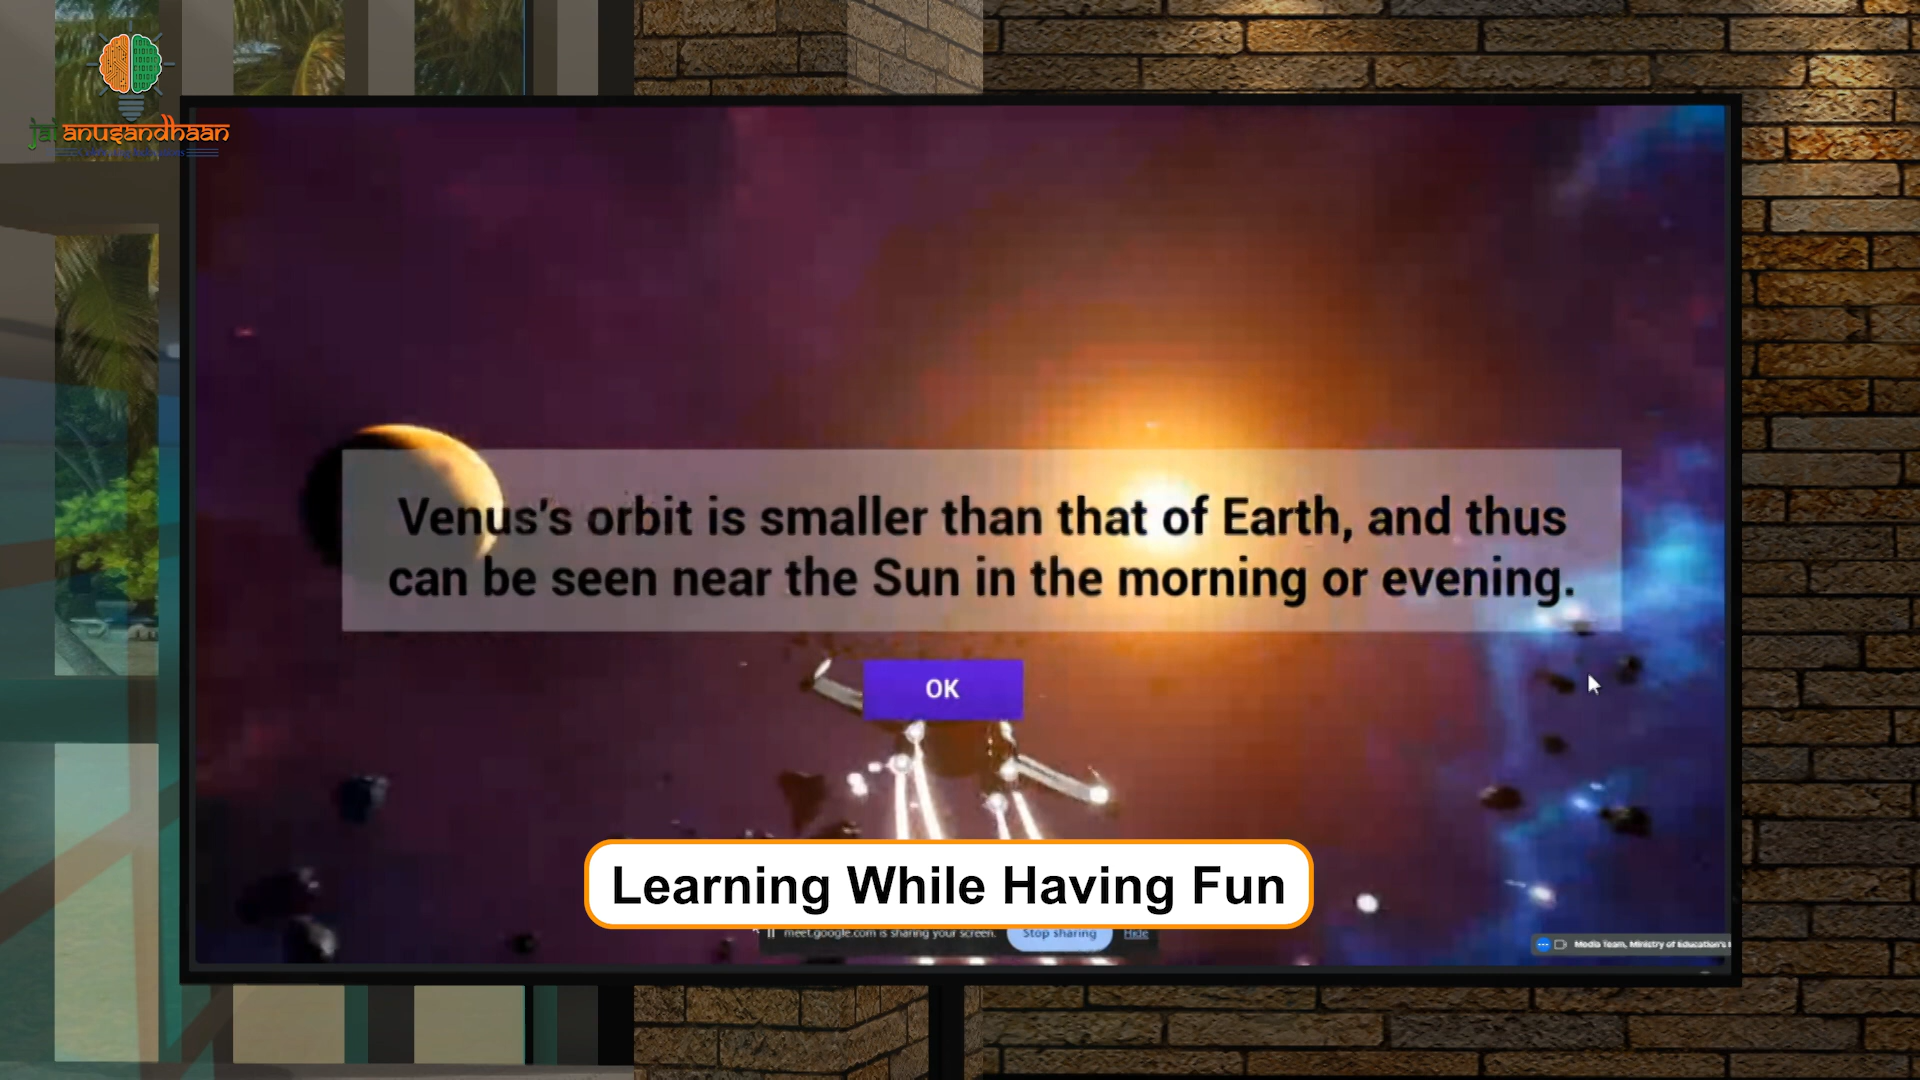 jai anusandhaan
Venus's orbit is smaller than that of Earth, and thus
can be seen near the Sun in the morning or evening.
OK
Learning While Having Fun
meet.google.com is sharing your screen. Stop sharing Hide
Media Team, Ministry of Education's